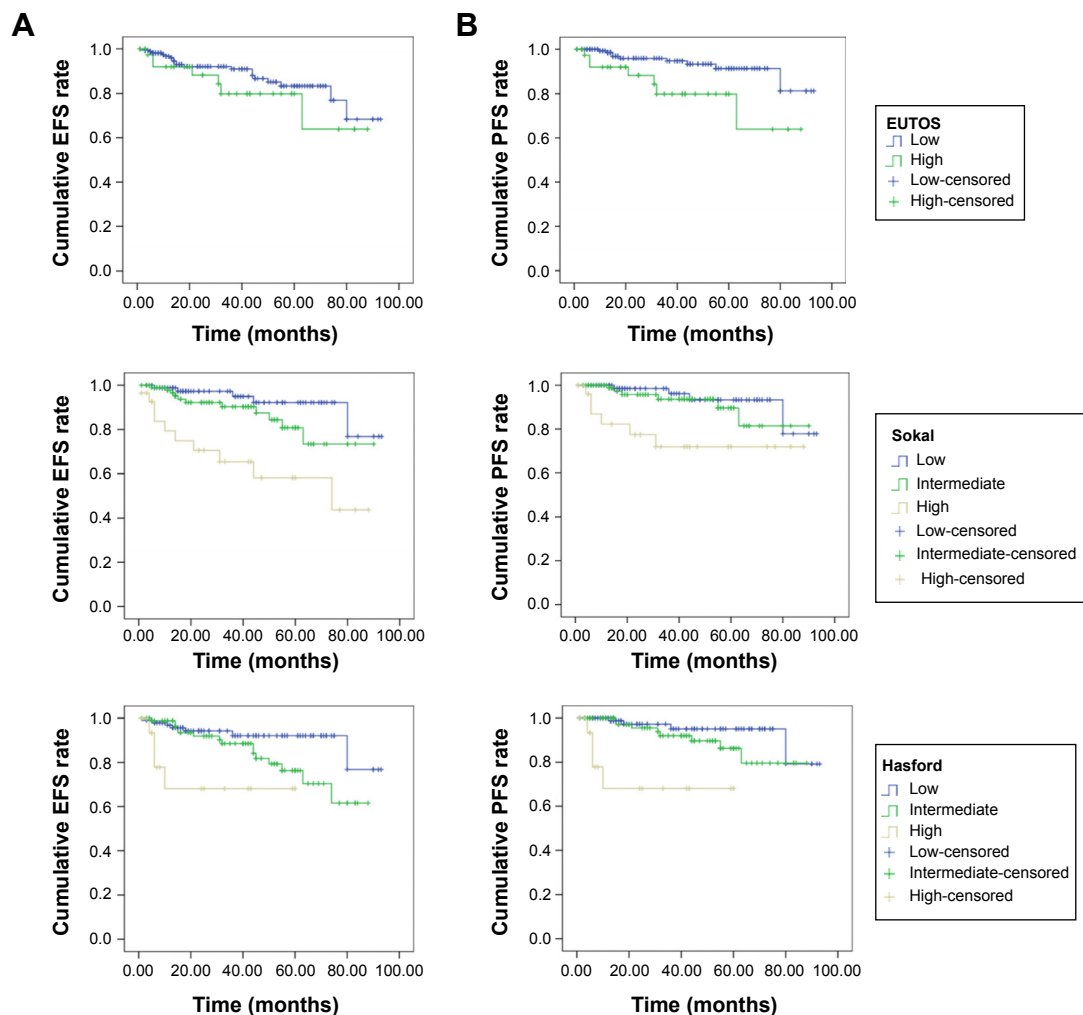 A
B
Cumulative EFS rate
1.0
0.8
0.6
0.4
0.2
0.0
0.00 20.00 40.00 60.00 80.00 100.00
Time (months)
Cumulative PFS rate
1.0
0.8
0.6
0.4
0.2
0.0
0.00 20.00 40.00 60.00 80.00 100.00
Time (months)
EUTOS
Low
High
Low-censored
High-censored
Cumulative EFS rate
1.0
0.8
0.6
0.4
0.2
0.0
0.00 20.00 40.00 60.00 80.00 100.00
Time (months)
Cumulative PFS rate
1.0
0.8
0.6
0.4
0.2
0.0
0.00 20.00 40.00 60.00 80.00 100.00
Time (months)
Sokal
Low
Intermediate
High
Low-censored
Intermediate-censored
High-censored
Cumulative EFS rate
1.0
0.8
0.6
0.4
0.2
0.0
0.00 20.00 40.00 60.00 80.00 100.00
Time (months)
Cumulative PFS rate
1.0
0.8
0.6
0.4
0.2
0.0
0.00 20.00 40.00 60.00 80.00 100.00
Time (months)
Hasford
Low
Intermediate
High
Low-censored
Intermediate-censored
High-censored